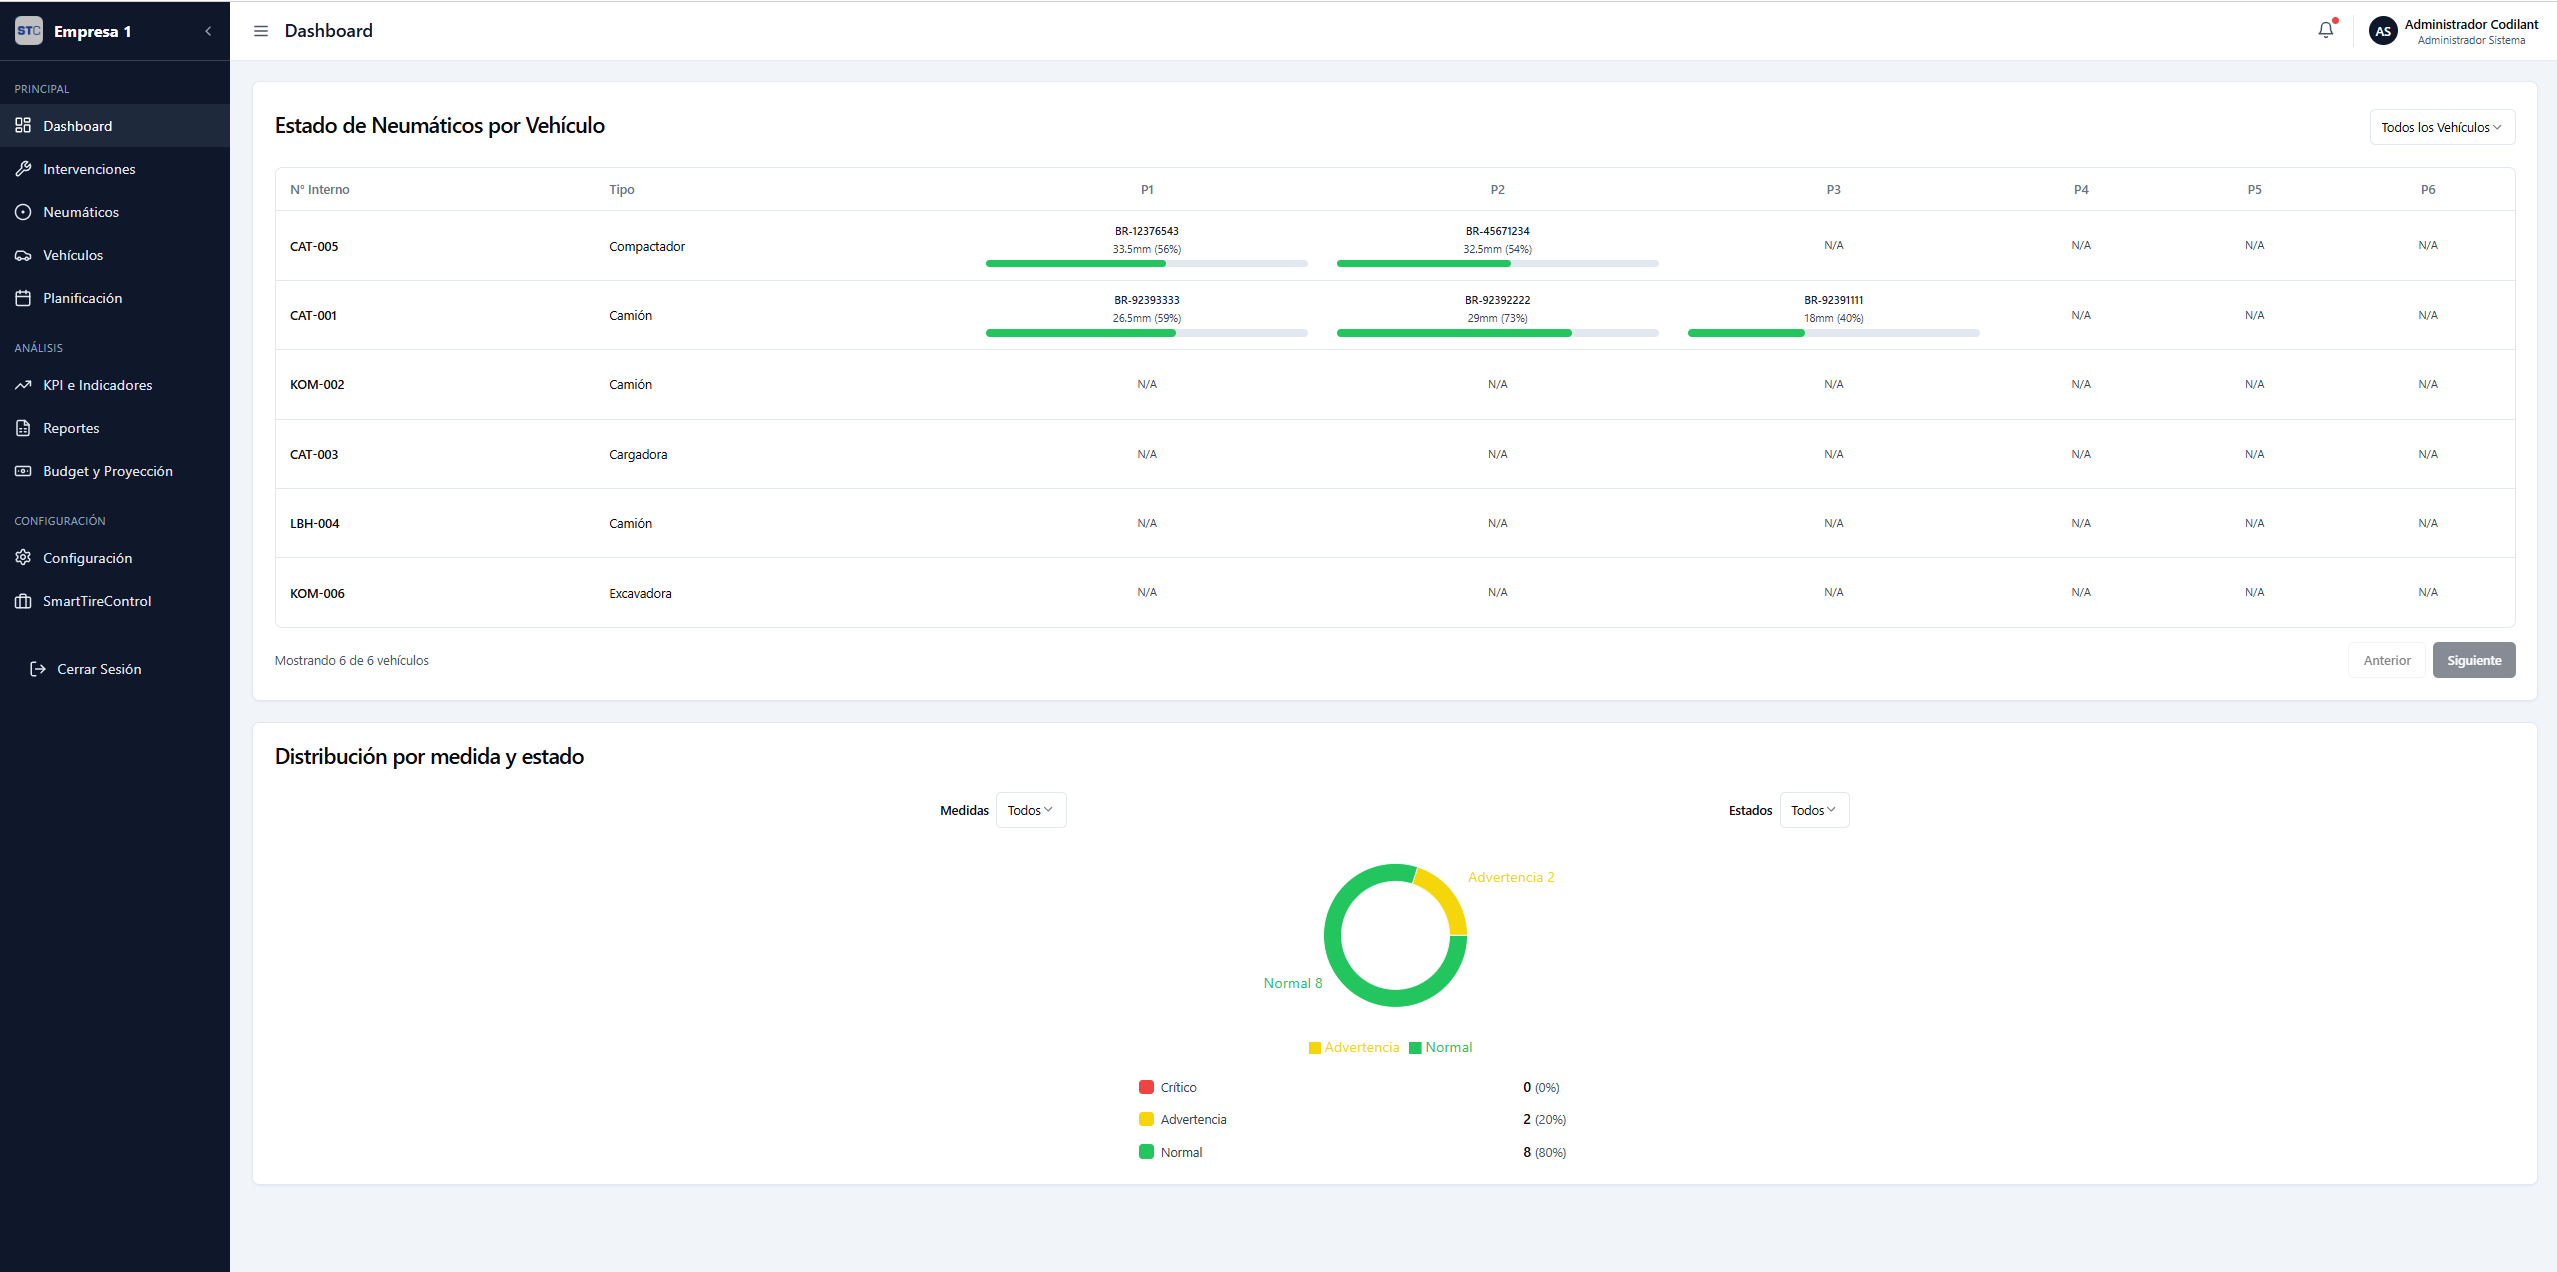 STC
Empresa 1
Dashboard
Administrador Codilant
AS
Administrador Sistema
PRINCIPAL
Dashboard
Intervenciones
Neumáticos
Vehículos
Planificación
ANÁLISIS
KPI e Indicadores
Reportes
Budget y Proyección
CONFIGURACIÓN
Configuración
SmartTireControl
Cerrar Sesión
Estado de Neumáticos por Vehículo
Todos los Vehículos
N° Interno Tipo P1 P2 P3 P4 P5 P6
BR-12376543 BR-45671234
CAT-005 Compactador 33.5mm (56%) 32.5mm (54%) N/A N/A N/A N/A
BR-92393333 BR-92392222 BR-92391111
CAT-001 Camión 26.5mm (59%) 29mm (73%) 18mm (40%) N/A N/A N/A
KOM-002 Camión N/A N/A N/A N/A N/A N/A
CAT-003 Cargadora N/A N/A N/A N/A N/A N/A
LBH-004 Camión N/A N/A N/A N/A N/A N/A
KOM-006 Excavadora N/A N/A N/A N/A N/A N/A
Mostrando 6 de 6 vehículos
Anterior Siguiente
Distribución por medida y estado
Medidas Todos Estados Todos
Advertencia 2
Normal 8
Advertencia Normal
Crítico 0 (0%)
Advertencia 2 (20%)
Normal 8 (80%)